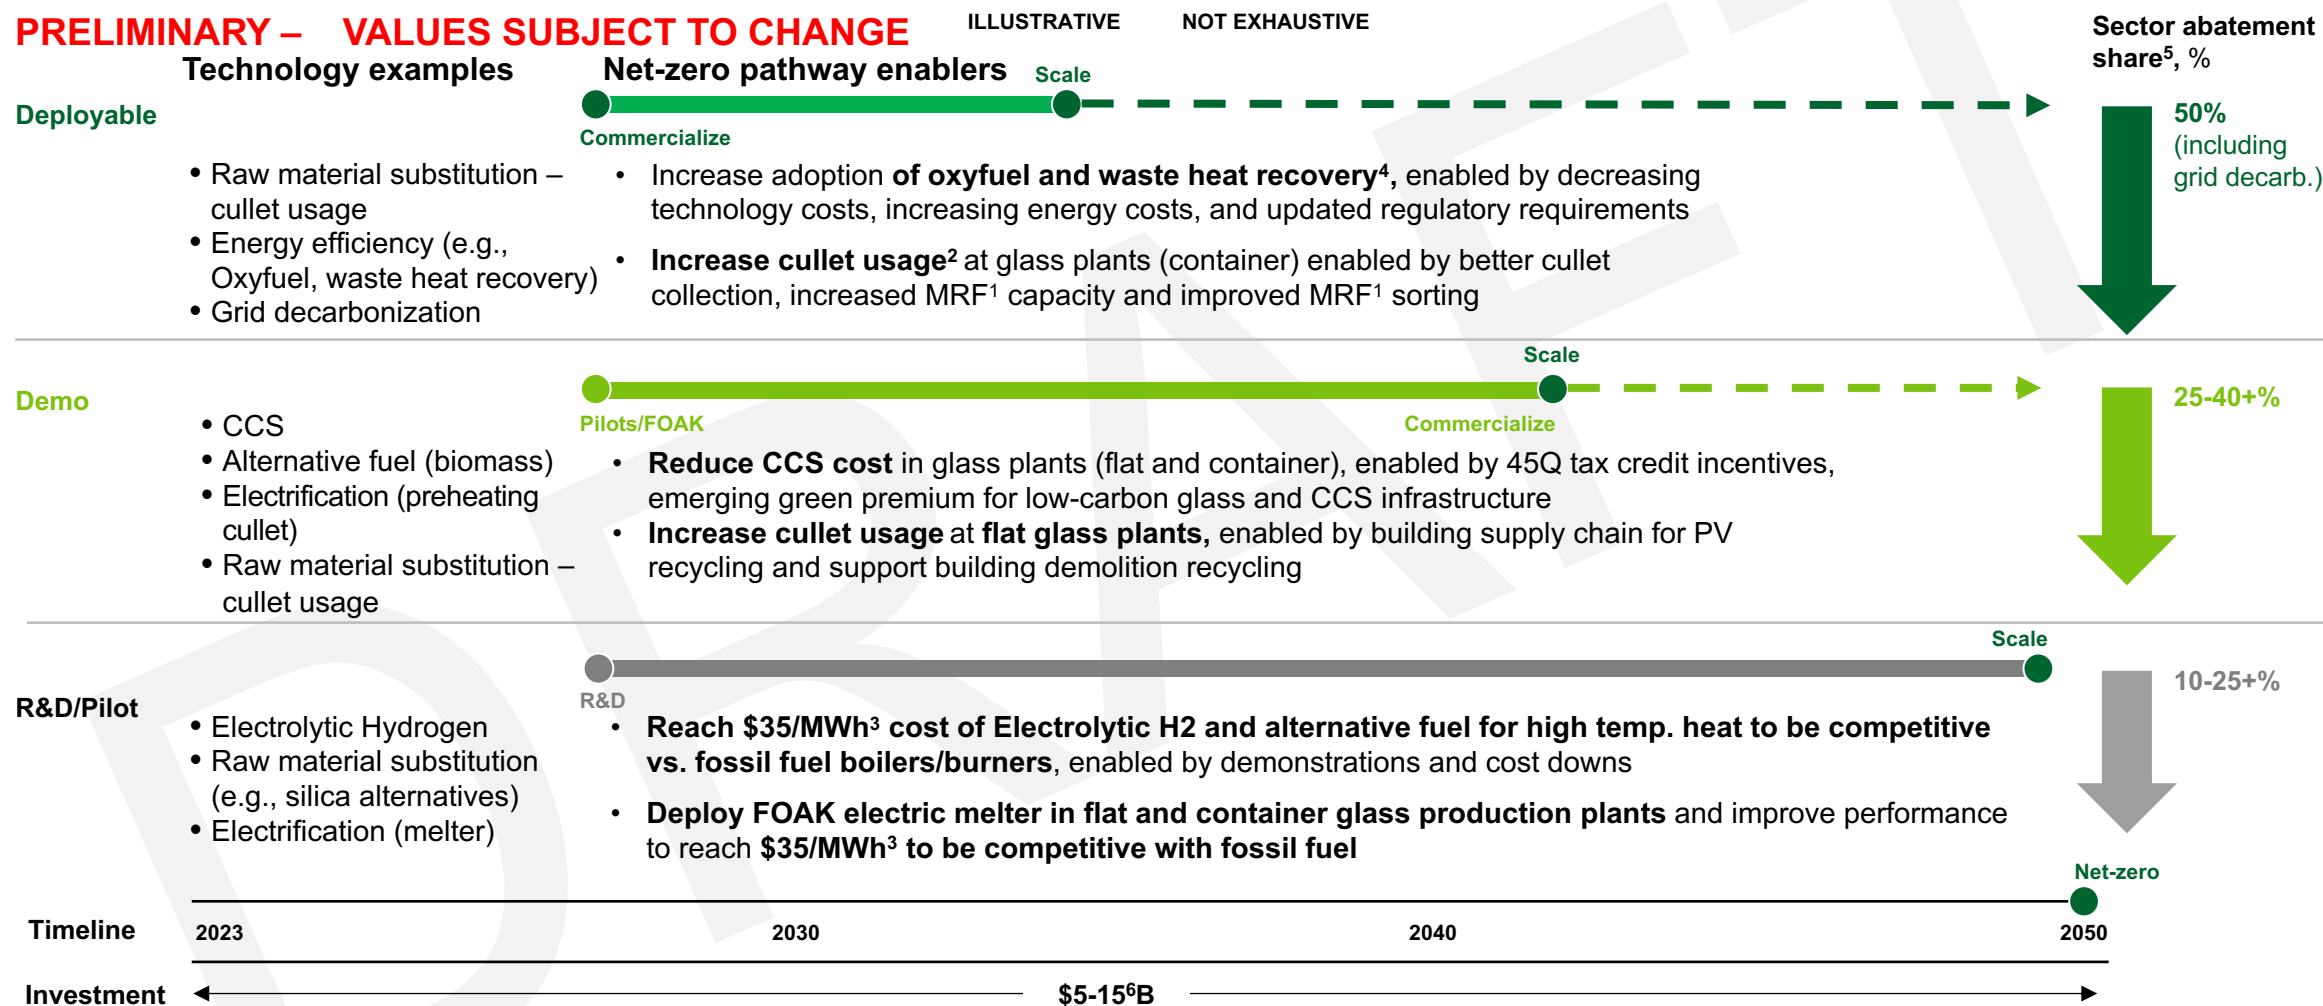 PRELIMINARY – VALUES SUBJECT TO CHANGE
ILLUSTRATIVE
NOT EXHAUSTIVE
Sector abatement
share⁵, %
Technology examples
Net-zero pathway enablers
Deployable
Scale
Commercialize
• Raw material substitution –
cullet usage
• Energy efficiency (e.g.,
Oxyfuel, waste heat recovery)
• Grid decarbonization
• Increase adoption of oxyfuel and waste heat recovery⁴, enabled by decreasing
technology costs, increasing energy costs, and updated regulatory requirements
• Increase cullet usage² at glass plants (container) enabled by better cullet
collection, increased MRF¹ capacity and improved MRF¹ sorting
50%
(including
grid decarb.)
Demo
Scale
Pilots/FOAK
Commercialize
• CCS
• Alternative fuel (biomass)
• Electrification (preheating
cullet)
• Raw material substitution –
cullet usage
• Reduce CCS cost in glass plants (flat and container), enabled by 45Q tax credit incentives,
emerging green premium for low-carbon glass and CCS infrastructure
• Increase cullet usage at flat glass plants, enabled by building supply chain for PV
recycling and support building demolition recycling
25-40+%
R&D/Pilot
Scale
R&D
• Electrolytic Hydrogen
• Raw material substitution
(e.g., silica alternatives)
• Electrification (melter)
• Reach $35/MWh³ cost of Electrolytic H2 and alternative fuel for high temp. heat to be competitive
vs. fossil fuel boilers/burners, enabled by demonstrations and cost downs
• Deploy FOAK electric melter in flat and container glass production plants and improve performance
to reach $35/MWh³ to be competitive with fossil fuel
10-25+%
Net-zero
Timeline
2023
2030
2040
2050
Investment
$5-15⁶B
DRAFT